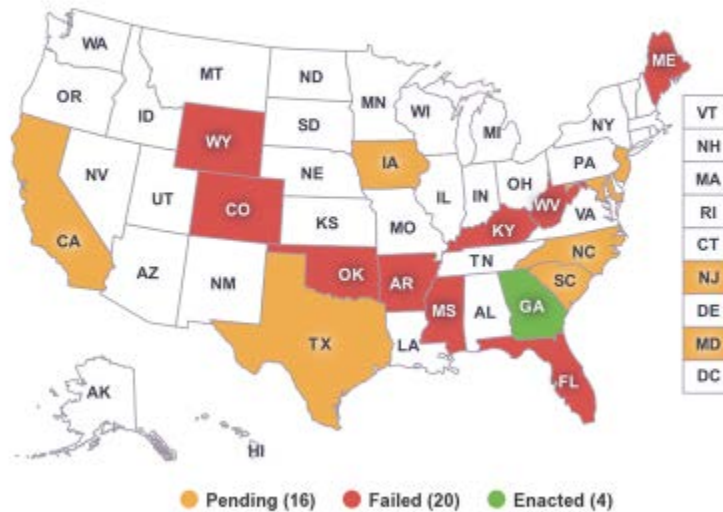 WA
MT
ND
MN
ME
OR
ID
WY
SD
WI
MI
NY
VT
NH
MA
RI
CT
NJ
DE
MD
DC
NV
UT
CO
NE
IA
IL
IN
OH
PA
CA
AZ
NM
KS
MO
KY
WV
VA
OK
AR
TN
NC
SC
TX
LA
MS
AL
GA
FL
AK
HI
Pending (16)
Failed (20)
Enacted (4)